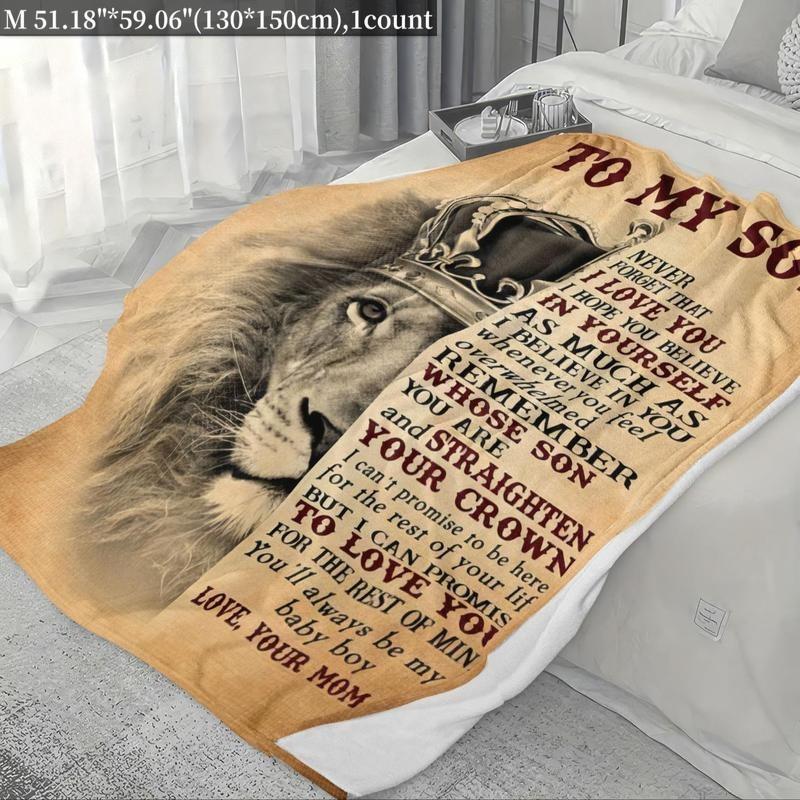 M 51.18"*59.06"(130*150cm),1count
TO MY SO
NEVER
FORGET THAT
I LOVE YOU
I HOPE YOU BELIEVE
IN YOURSELF
AS MUCH AS
I BELIEVE IN YOU
whenever you feel
overwhelmed
REMEMBER
WHOSE SON
YOU ARE
and STRAIGHTEN
YOUR CROWN
I can't promise to be here
for the rest of your lif
BUT I CAN PROMIS
TO LOVE YOU
FOR THE REST OF MIN
You'll always be my
baby boy
LOVE, YOUR MOM